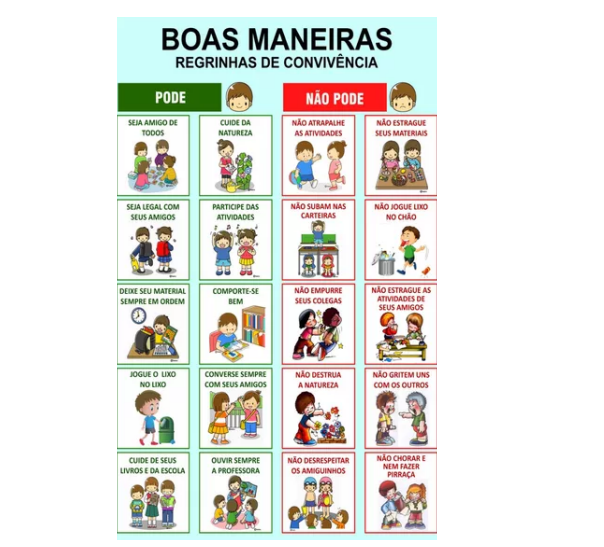 BOAS MANEIRAS
REGRINHAS DE CONVIVÊNCIA
PODE
NÃO PODE
SEJA AMIGO DE
TODOS
CUIDE DA
NATUREZA
NÃO ATRAPALHE
AS ATIVIDADES
NÃO ESTRAGUE
SEUS MATERIAIS
SEJA LEGAL COM
SEUS AMIGOS
PARTICIPE DAS
ATIVIDADES
NÃO SUBAM NAS
CARTEIRAS
NÃO JOGUE LIXO
NO CHÃO
DEIXE SEU MATERIAL
SEMPRE EM ORDEM
COMPORTE-SE
BEM
NÃO EMPURRE
SEUS COLEGAS
NÃO ESTRAGUE AS
ATIVIDADES DE
SEUS AMIGOS
JOGUE O LIXO
NO LIXO
CONVERSE SEMPRE
COM SEUS AMIGOS
NÃO DESTRUA
A NATUREZA
NÃO GRITEM UNS
COM OS OUTROS
CUIDE DE SEUS
LIVROS E DA ESCOLA
OUVIR SEMPRE
A PROFESSORA
NÃO DESRESPEITAR
OS AMIGUINHOS
NÃO CHORAR E
NEM FAZER
PIRRAÇA